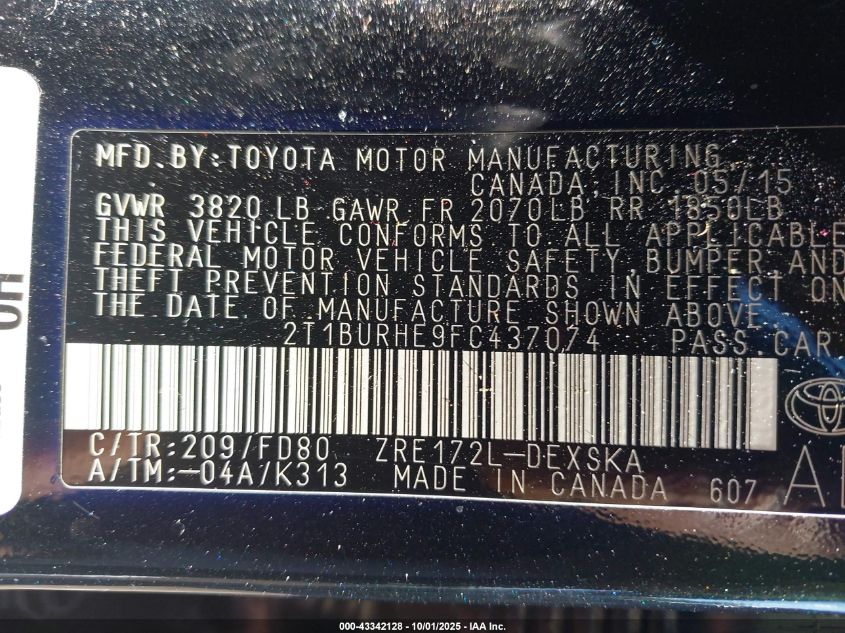 MFD.BY:TOYOTA MOTOR MANUFACTURING
CANADA,INC. 05/15
GVWR 3820LB GAWR FR 2070LB RR 1850LB
THIS VEHICLE CONFORMS TO ALL APPLICABLE
FEDERAL MOTOR VEHICLE SAFETY,BUMPER AND
THEFT PREVENTION STANDARDS IN EFFECT ON
THE DATE OF MANUFACTURE SHOWN ABOVE.
2T1BURHE9FC437074 PASS.CAR
C/TR:209/FD80 ZRE172L-DEXSKA
A/TM:-04A/K313 MADE IN CANADA 607
000-43342128 - 10/01/2025 - IAA Inc.